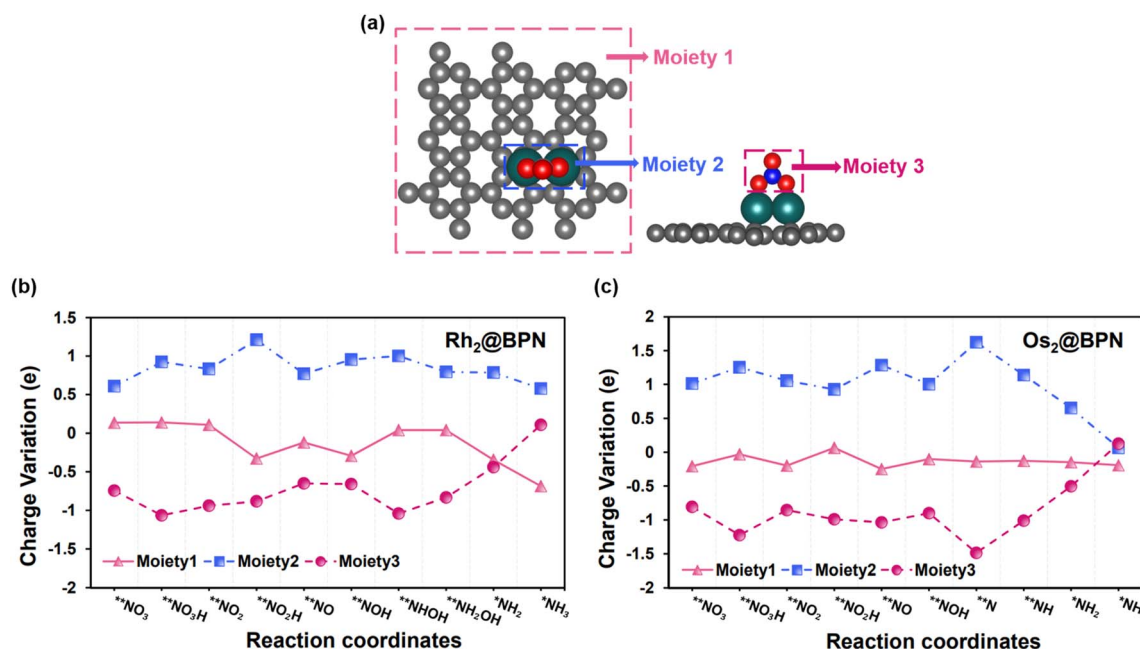 (a)
Moiety 1
Moiety 2
Moiety 3
(b)
Rh₂@BPN
Charge Variation (e)
1.5
1
0.5
0
-0.5
-1
-1.5
-2
Moiety1 Moiety2 Moiety3
**NO₃ **NO₃H **NO₂ **NO₂H **NO **NOH **NHOH **NH₂OH *NH₂ *NH₃
Reaction coordinates
(c)
Os₂@BPN
Charge Variation (e)
2
1.5
1
0.5
0
-0.5
-1
-1.5
-2
Moiety1 Moiety2 Moiety3
**NO₃ **NO₃H **NO₂ **NO₂H **NO **NOH **N **NH *NH₂ *NH
Reaction coordinates